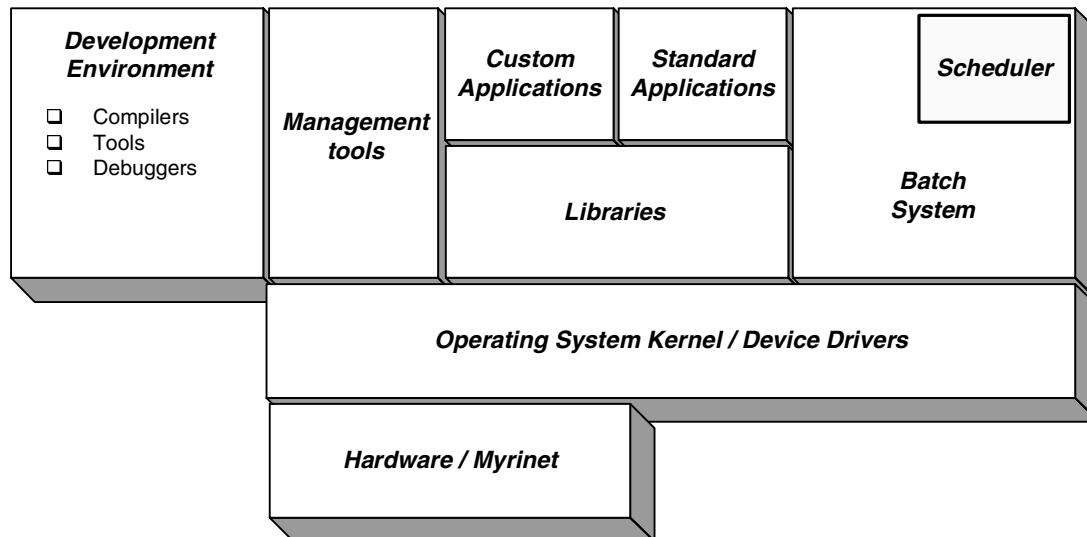 Development
Environment
❑ Compilers
❑ Tools
❑ Debuggers
Management
tools
Custom
Applications
Standard
Applications
Scheduler
Libraries
Batch
System
Operating System Kernel / Device Drivers
Hardware / Myrinet